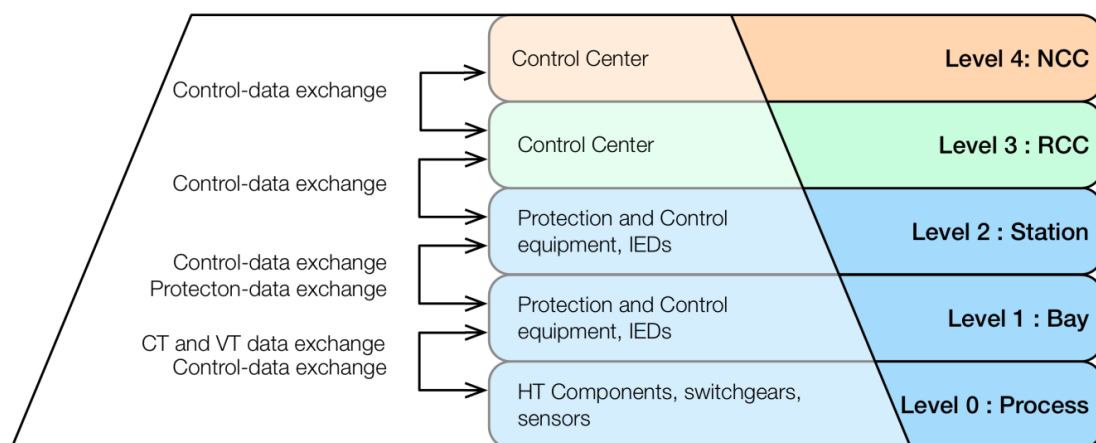 Control Center
Level 4: NCC
Control-data exchange
Control Center
Level 3 : RCC
Control-data exchange
Protection and Control
equipment, IEDs
Level 2 : Station
Control-data exchange
Protecton-data exchange
Protection and Control
equipment, IEDs
Level 1 : Bay
CT and VT data exchange
Control-data exchange
HT Components, switchgears,
sensors
Level 0 : Process